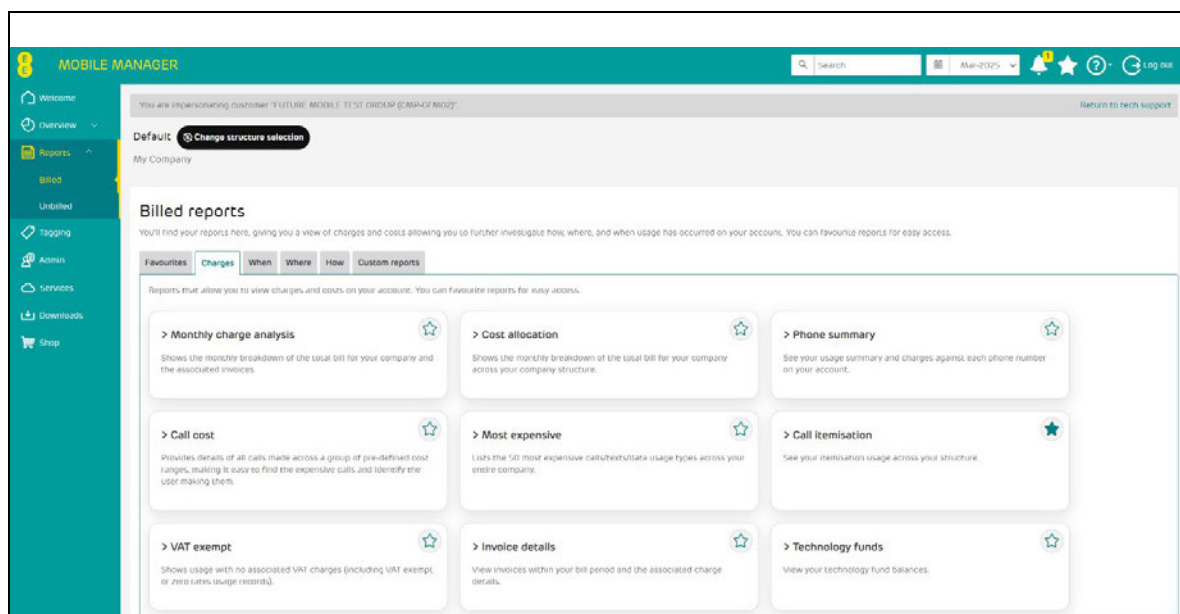 EE
MOBILE MANAGER
Search
Mar-2025
1
Log out
Welcome
Overview
Reports
Billed
Unbilled
Tagging
Admin
Services
Downloads
Shop
You are impersonating customer "FUTURE MOBILE TEST GROUP (CMP-DEMO2)".
Return to tech support
Default
Change structure selection
My Company
Billed reports
You'll find your reports here, giving you a view of charges and costs allowing you to further investigate how, where, and when usage has occurred on your account. You can favourite reports for easy access.
Favourites
Charges
When
Where
How
Custom reports
Reports that allow you to view charges and costs on your account. You can favourite reports for easy access.
> Monthly charge analysis
Shows the monthly breakdown of the total bill for your company and
the associated invoices.
> Cost allocation
Shows the monthly breakdown of the total bill for your company
across your company structure.
> Phone summary
See your usage summary and charges against each phone number
on your account.
> Call cost
Provides details of all calls made across a group of pre-defined cost
ranges, making it easy to find the expensive calls and identify the
user making them.
> Most expensive
Lists the 50 most expensive calls/texts/data usage types across your
entire company.
> Call itemisation
See your itemisation usage across your structure
> VAT exempt
Shows usage with no associated VAT charges (including VAT exempt
or zero rates usage records).
> Invoice details
View invoices within your bill period and the associated charge
details.
> Technology funds
View your technology fund balances.